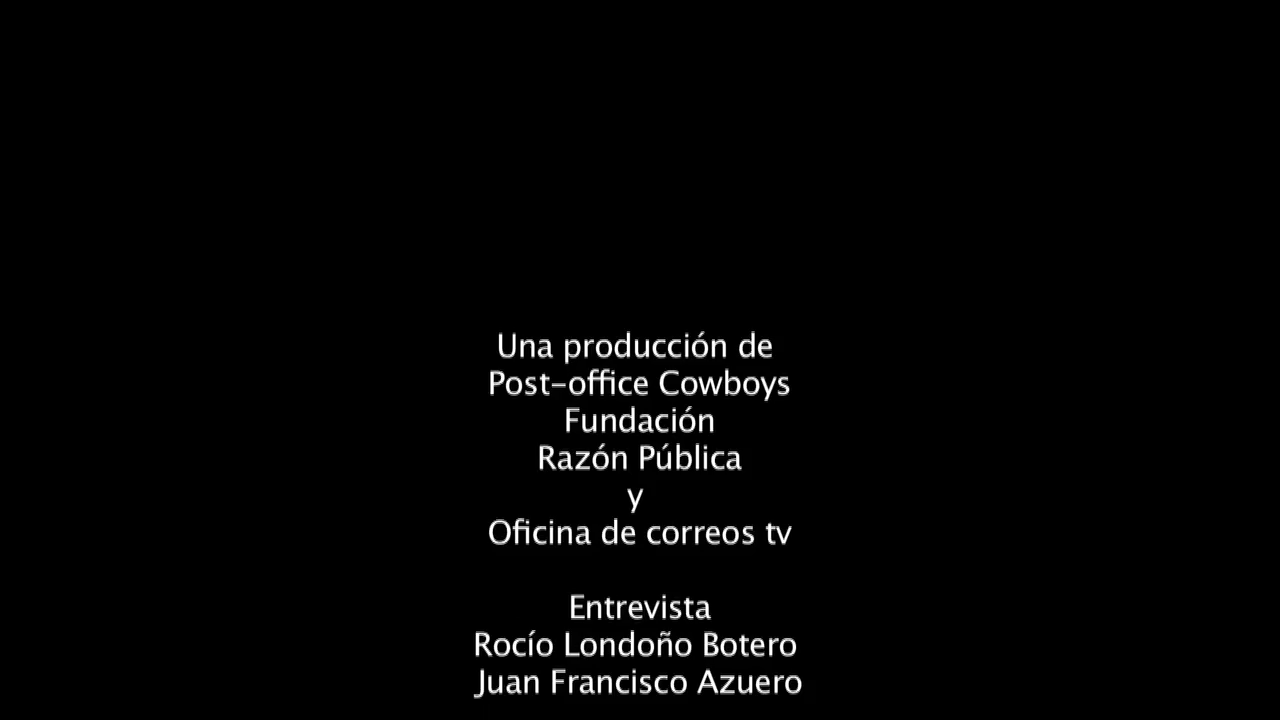 Una producción de
Post-office Cowboys
Fundación
Razón Pública
y
Oficina de correos tv
Entrevista
Rocío Londoño Botero
Juan Francisco Azuero